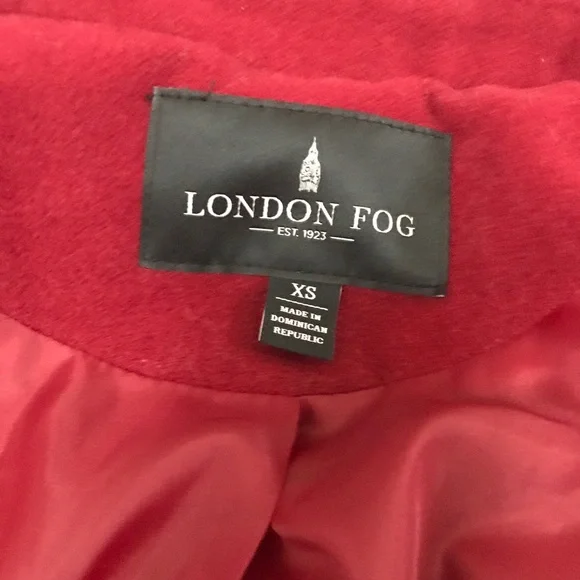 LONDON FOG
EST. 1923
XS
MADE IN
DOMINICAN
REPUBLIC